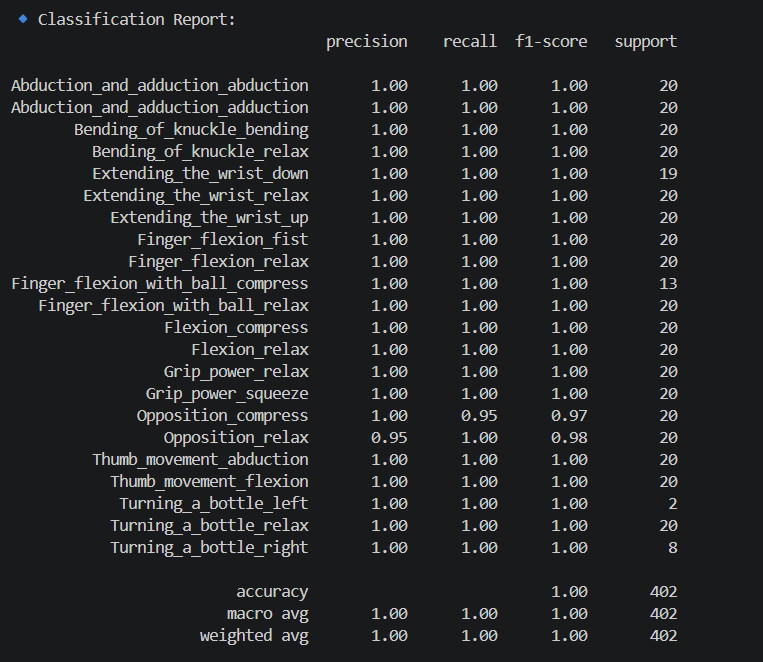 🔹 Classification Report:
precision recall f1-score support
Abduction_and_adduction_abduction 1.00 1.00 1.00 20
Abduction_and_adduction_adduction 1.00 1.00 1.00 20
Bending_of_knuckle_bending 1.00 1.00 1.00 20
Bending_of_knuckle_relax 1.00 1.00 1.00 20
Extending_the_wrist_down 1.00 1.00 1.00 19
Extending_the_wrist_relax 1.00 1.00 1.00 20
Extending_the_wrist_up 1.00 1.00 1.00 20
Finger_flexion_fist 1.00 1.00 1.00 20
Finger_flexion_relax 1.00 1.00 1.00 20
Finger_flexion_with_ball_compress 1.00 1.00 1.00 13
Finger_flexion_with_ball_relax 1.00 1.00 1.00 20
Flexion_compress 1.00 1.00 1.00 20
Flexion_relax 1.00 1.00 1.00 20
Grip_power_relax 1.00 1.00 1.00 20
Grip_power_squeeze 1.00 1.00 1.00 20
Opposition_compress 1.00 0.95 0.97 20
Opposition_relax 0.95 1.00 0.98 20
Thumb_movement_abduction 1.00 1.00 1.00 20
Thumb_movement_flexion 1.00 1.00 1.00 20
Turning_a_bottle_left 1.00 1.00 1.00 2
Turning_a_bottle_relax 1.00 1.00 1.00 20
Turning_a_bottle_right 1.00 1.00 1.00 8
accuracy 1.00 402
macro avg 1.00 1.00 1.00 402
weighted avg 1.00 1.00 1.00 402